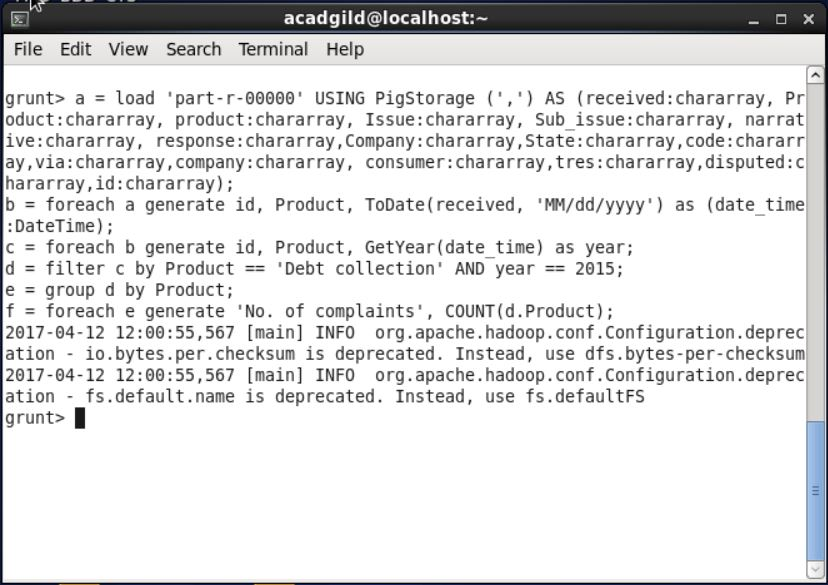 acadgild@localhost:~
File Edit View Search Terminal Help
grunt> a = load 'part-r-00000' USING PigStorage (',') AS (received:chararray, Pr
oduct:chararray, product:chararray, Issue:chararray, Sub_issue:chararray, narrat
ive:chararray, response:chararray,Company:chararray,State:chararray,code:charar
ray,via:chararray,company:chararray, consumer:chararray,tres:chararray,disputed:c
hararray,id:chararray);
b = foreach a generate id, Product, ToDate(received, 'MM/dd/yyyy') as (date_time
:DateTime);
c = foreach b generate id, Product, GetYear(date_time) as year;
d = filter c by Product == 'Debt collection' AND year == 2015;
e = group d by Product;
f = foreach e generate 'No. of complaints', COUNT(d.Product);
2017-04-12 12:00:55,567 [main] INFO  org.apache.hadoop.conf.Configuration.deprec
ation - io.bytes.per.checksum is deprecated. Instead, use dfs.bytes-per-checksum
2017-04-12 12:00:55,567 [main] INFO  org.apache.hadoop.conf.Configuration.deprec
ation - fs.default.name is deprecated. Instead, use fs.defaultFS
grunt>